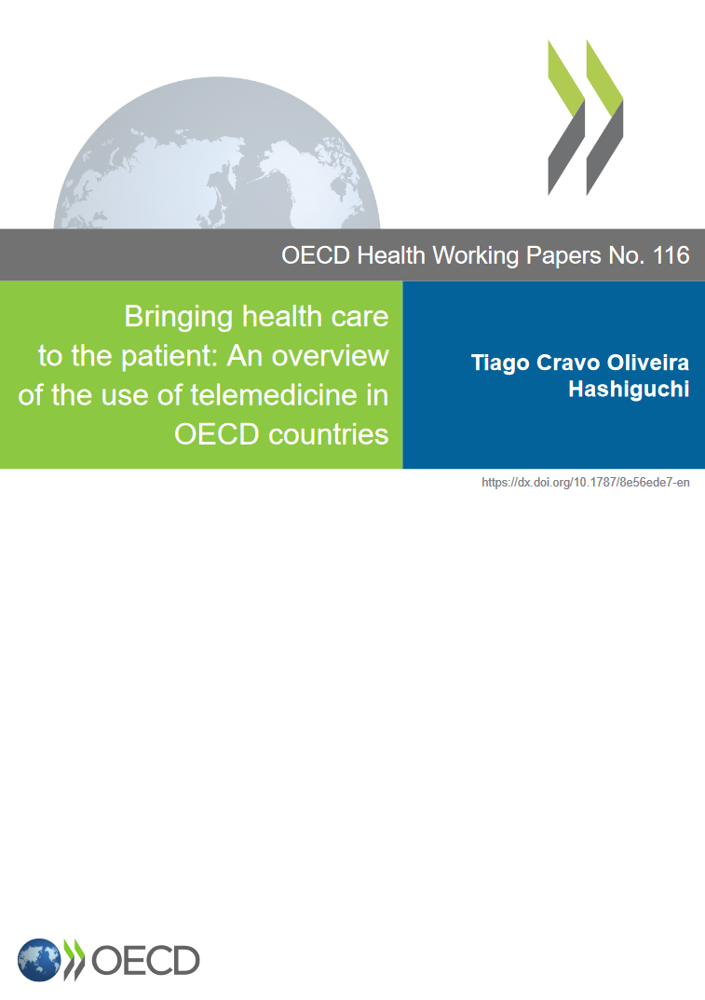 OECD Health Working Papers No. 116
Bringing health care
to the patient: An overview
of the use of telemedicine in
OECD countries
Tiago Cravo Oliveira
Hashiguchi
https://dx.doi.org/10.1787/8e56ede7-en
OECD